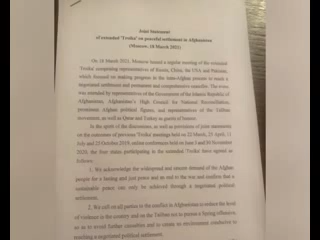 Joint Statement
of extended "Troika" on peaceful settlement in Afghanistan
(Moscow, 18 March 2021)
On 18 March 2021, Moscow hosted a regular meeting of the extended
"Troika" comprising representatives of Russia, China, the USA and Pakistan,
which focused on making progress in the intra-Afghan process to reach a
negotiated settlement and permanent and comprehensive ceasefire. The event
was attended by representatives of the Government of the Islamic Republic of
Afghanistan, Afghanistan's High Council for National Reconciliation,
prominent Afghan political figures, and representatives of the Taliban
movement, as well as Qatar and Turkey as guests of honor.
In the spirit of the discussions, as well as provisions of joint statements
on the outcomes of previous "Troika" meetings held on 22 March, 25 April, 11
July and 25 October 2019, online conferences held on June 3 and 30 November
2020, the four states participating in the extended Troika have agreed as
follows:
1. We acknowledge the widespread and sincere demand of the Afghan
people for a lasting and just peace and an end to the war and confirm that a
sustainable peace can only be achieved through a negotiated political
settlement.
2. We call on all parties to the conflict in Afghanistan to reduce the level
of violence in the country and on the Taliban not to pursue a Spring offensive,
so as to avoid further casualties and to create an environment conducive to
reaching a negotiated political settlement.